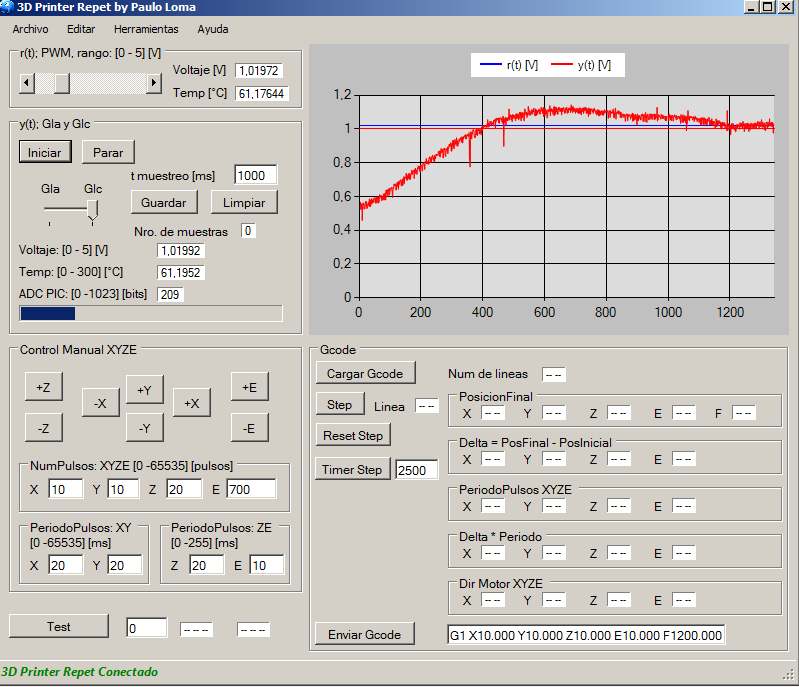 3D Printer Repet by Paulo Loma
Archivo Editar Herramientas Ayuda
r(t); PWM, rango: [0 - 5] [V]
Voltaje [V] 1,01972
Temp [°C] 61,17644
y(t); Gla y Glc
Iniciar Parar
t muestreo [ms] 1000
Gla Glc
Guardar Limpiar
Nro. de muestras 0
Voltaje: [0 - 5] [V] 1,01992
Temp: [0 - 300] [°C] 61,1952
ADC PIC: [0 -1023] [bits] 209
r(t) [V] y(t) [V]
1,2
1
0,8
0,6
0,4
0,2
0
0 200 400 600 800 1000 1200
Control Manual XYZE
+Z +Y +E
-X +X
-Z -Y -E
NumPulsos: XYZE [0 -65535] [pulsos]
X 10 Y 10 Z 20 E 700
PeriodoPulsos: XY
[0 -65535] [ms]
X 20 Y 20
PeriodoPulsos: ZE
[0 -255] [ms]
Z 20 E 10
Test 0 -- -- -- --
Gcode
Cargar Gcode Num de lineas -- --
Step Linea -- --
Reset Step
Timer Step 2500
PosicionFinal
X -- -- Y -- -- Z -- -- E -- -- F -- --
Delta = PosFinal - PosInicial
X -- -- Y -- -- Z -- -- E -- --
PeriodoPulsos XYZE
X -- -- Y -- -- Z -- -- E -- --
Delta * Periodo
X -- -- Y -- -- Z -- -- E -- --
Dir Motor XYZE
X -- -- Y -- -- Z -- -- E -- --
Enviar Gcode G1 X10.000 Y10.000 Z10.000 E10.000 F1200.000
3D Printer Repet Conectado